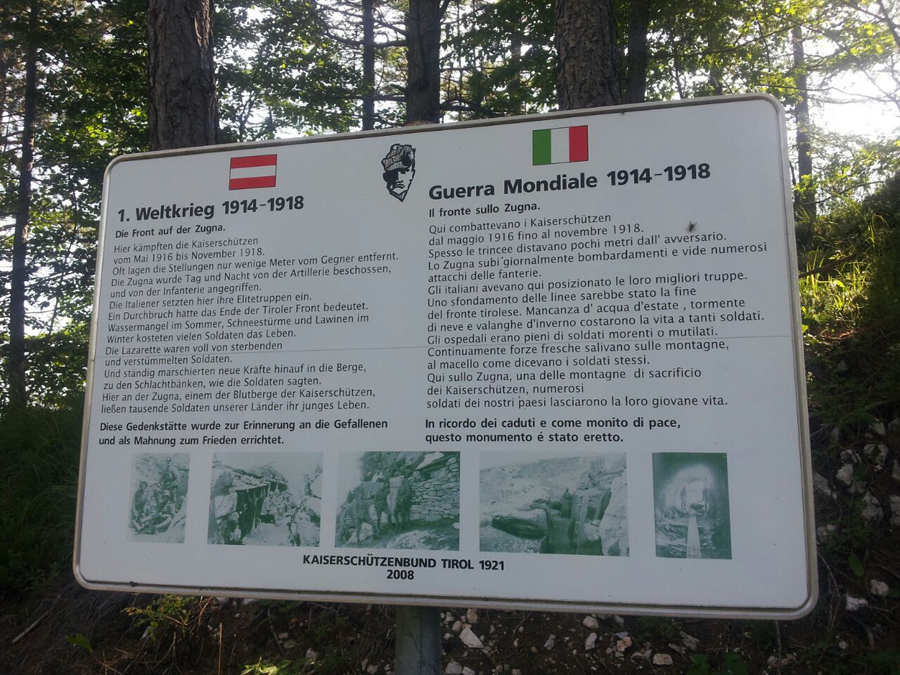 1. Weltkrieg 1914-1918
Die Front auf der Zugna.
Hier kämpften die Kaiserschützen
vom Mai 1916 bis November 1918.
Oft lagen die Stellungen nur wenige Meter vom Gegner entfernt.
Die Zugna wurde Tag und Nacht von der Artillerie beschossen,
und von der Infanterie angegriffen.
Die Italiener setzten hier ihre Elitetruppen ein.
Ein Durchbruch hätte das Ende der Tiroler Front bedeutet.
Wassermangel im Sommer, Schneestürme und Lawinen im
Winter kosteten vielen Soldaten das Leben.
Die Lazarette waren voll von sterbenden
und verstümmelten Soldaten.
Und ständig marschierten neue Kräfte hinauf in die Berge,
zu den Schlachtbänken, wie die Soldaten sagten.
Hier an der Zugna, einem der Blutberge der Kaiserschützen,
ließen tausende Soldaten unserer Länder ihr junges Leben.
Diese Gedenkstätte wurde zur Erinnerung an die Gefallenen
und als Mahnung zum Frieden errichtet.
Guerra Mondiale 1914-1918
Il fronte sullo Zugna.
Qui combattevano i Kaiserschützen
dal maggio 1916 fino al novembre 1918.
Spesso le trincee distavano pochi metri dall' avversario.
Lo Zugna subi´giornalmente bombardamenti e vide numerosi
attacchi delle fanterie.
Gli italiani avevano qui posizionato le loro migliori truppe.
Uno sfondamento delle linee sarebbe stato la fine
del fronte tirolese. Mancanza d' acqua d'estate , tormente
di neve e valanghe d'inverno costarono la vita a tanti soldati.
Gli ospedali erano pieni di soldati morenti o mutilati.
Continuamente forze fresche salivano sulle montagne,
al macello come dicevano i soldati stessi.
Qui sullo Zugna, una delle montagne di sacrificio
dei Kaiserschützen, numerosi
soldati dei nostri paesi lasciarono la loro giovane vita.
In ricordo dei caduti e come monito di pace,
questo monumento é stato eretto.
KAISERSCHÜTZENBUND TIROL 1921
2008